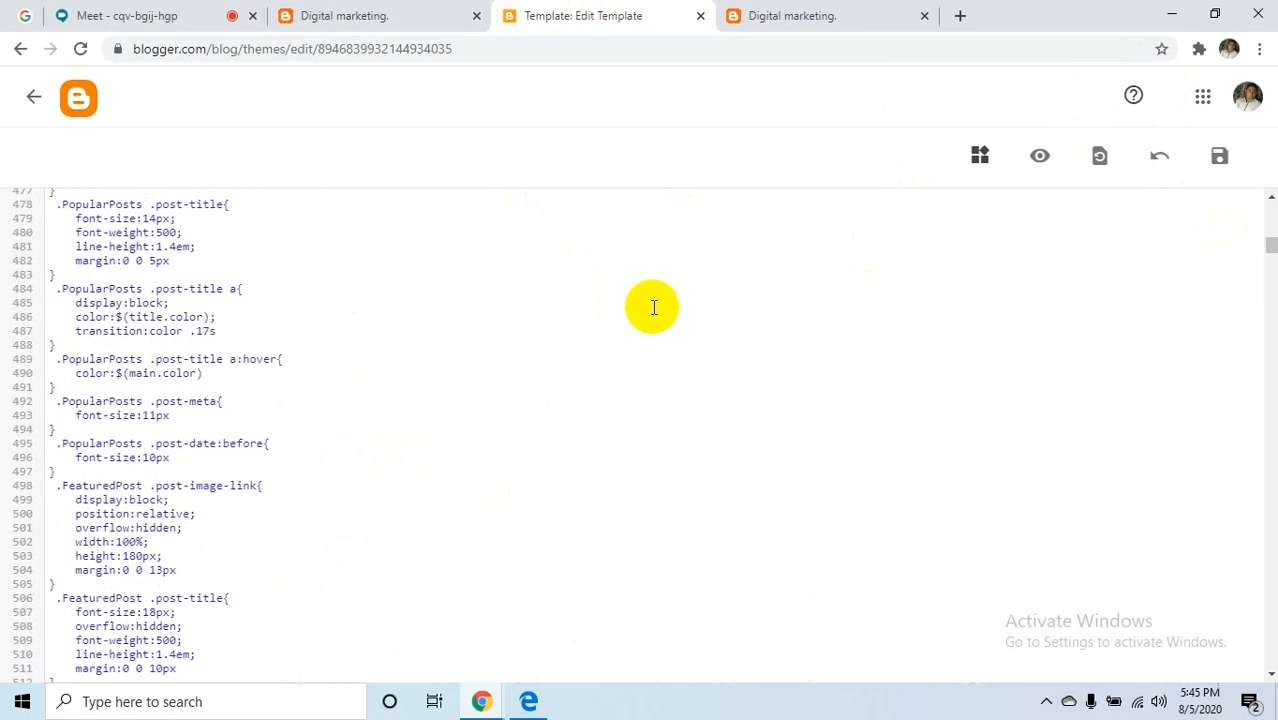 Meet - cqv-bgij-hgp
Digital marketing.
Template: Edit Template
Digital marketing.
blogger.com/blog/themes/edit/8946839932144934035
477 }
478 .PopularPosts .post-title{
479 font-size:14px;
480 font-weight:500;
481 line-height:1.4em;
482 margin:0 0 5px
483 }
484 .PopularPosts .post-title a{
485 display:block;
486 color:$(title.color);
487 transition:color .17s
488 }
489 .PopularPosts .post-title a:hover{
490 color:$(main.color)
491 }
492 .PopularPosts .post-meta{
493 font-size:11px
494 }
495 .PopularPosts .post-date:before{
496 font-size:10px
497 }
498 .FeaturedPost .post-image-link{
499 display:block;
500 position:relative;
501 overflow:hidden;
502 width:100%;
503 height:180px;
504 margin:0 0 13px
505 }
506 .FeaturedPost .post-title{
507 font-size:18px;
508 overflow:hidden;
509 font-weight:500;
510 line-height:1.4em;
511 margin:0 0 10px
512 }
Activate Windows
Go to Settings to activate Windows.
Type here to search
5:45 PM
8/5/2020
2